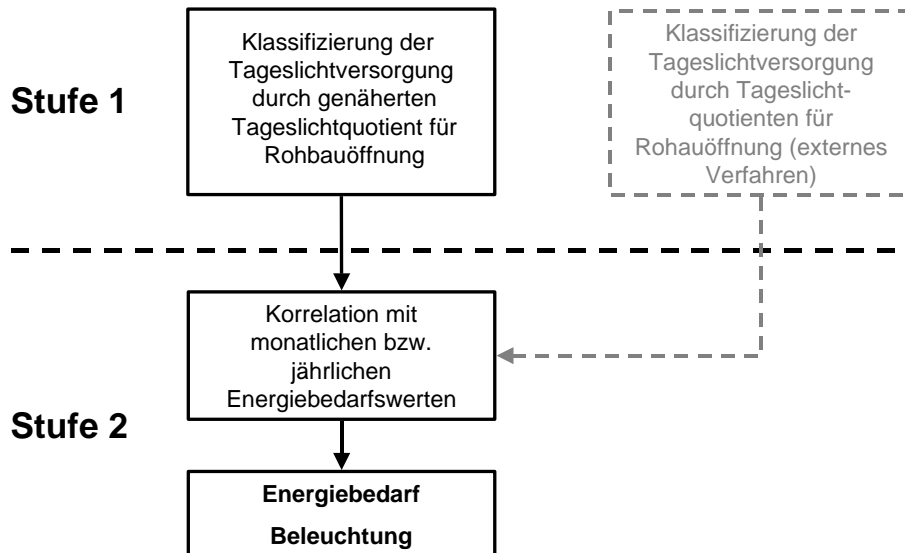 Stufe 1
Klassifizierung der
Tageslichtversorgung
durch genäherten
Tageslichtquotient für
Rohbauöffnung
Klassifizierung der
Tageslichtversorgung
durch Tageslicht-
quotienten für
Rohauöffnung (externes
Verfahren)
Stufe 2
Korrelation mit
monatlichen bzw.
jährlichen
Energiebedarfswerten
Energiebedarf
Beleuchtung